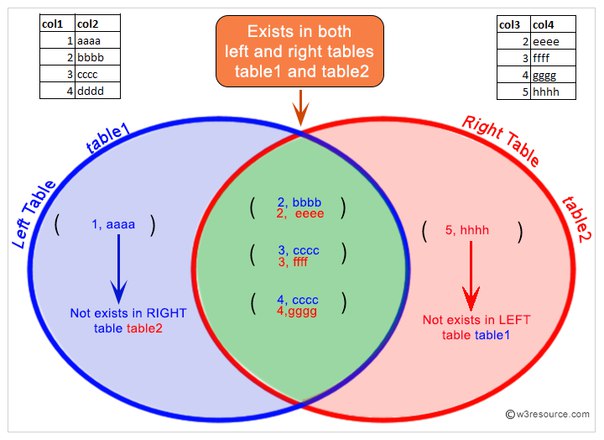 col1 col2
1 aaaa
2 bbbb
3 cccc
4 dddd
Exists in both
left and right tables
table1 and table2
col3 col4
2 eeee
3 ffff
4 gggg
5 hhhh
Left Table
table1
Right Table
table2
( 1, aaaa )
Not exists in RIGHT
table table2
( 2, bbbb
2, eeee )
( 3, cccc
3, ffff )
( 4, cccc
4,gggg )
( 5, hhhh )
Not exists in LEFT
table table1
© w3resource.com